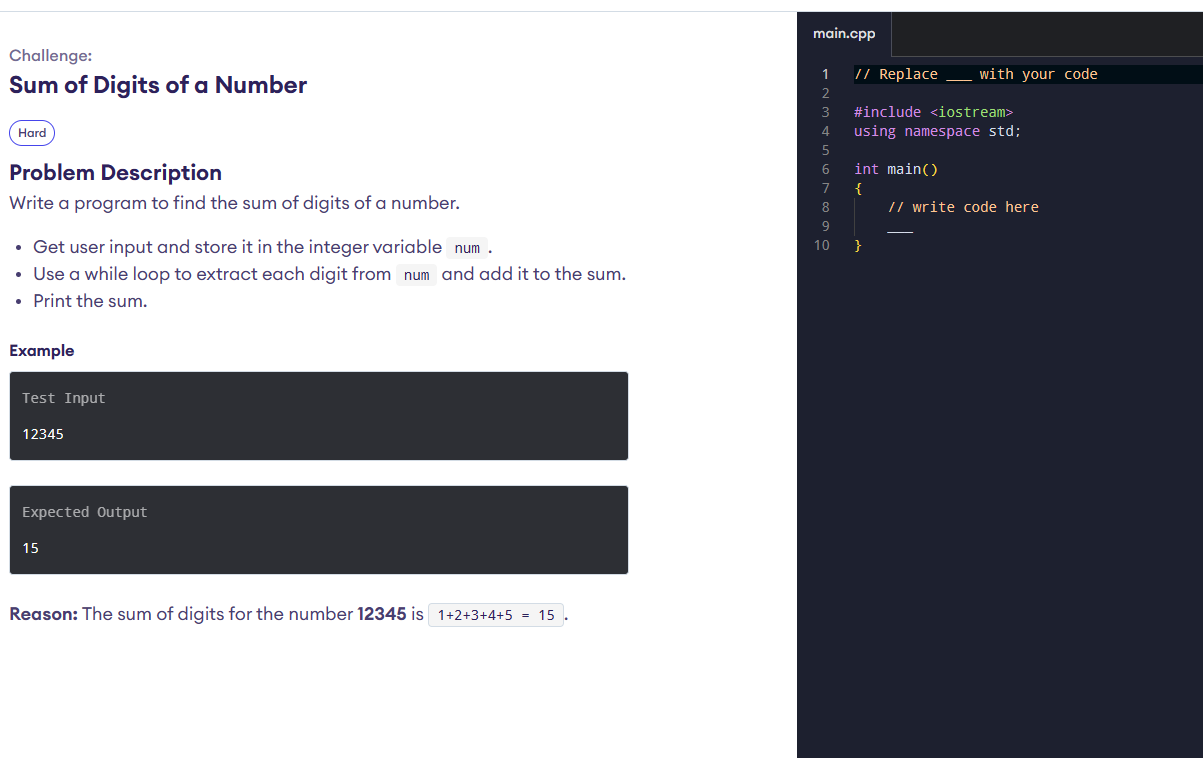 Challenge:
Sum of Digits of a Number
Hard
Problem Description
Write a program to find the sum of digits of a number.
• Get user input and store it in the integer variable num.
• Use a while loop to extract each digit from num and add it to the sum.
• Print the sum.
Example
Test Input
12345
Expected Output
15
Reason: The sum of digits for the number 12345 is 1+2+3+4+5 = 15.
main.cpp
1 // Replace ___ with your code
2
3 #include <iostream>
4 using namespace std;
5
6 int main()
7 {
8     // write code here
9     ___
10 }